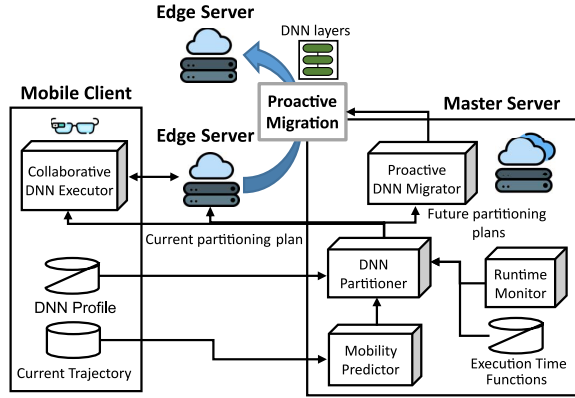 Edge Server
DNN layers
Mobile Client
Proactive
Migration
Master Server
Edge Server
Collaborative
DNN Executor
Proactive
DNN Migrator
Current partitioning plan
Future partitioning
plans
DNN
Partitioner
Runtime
Monitor
DNN Profile
Mobility
Predictor
Execution Time
Functions
Current Trajectory